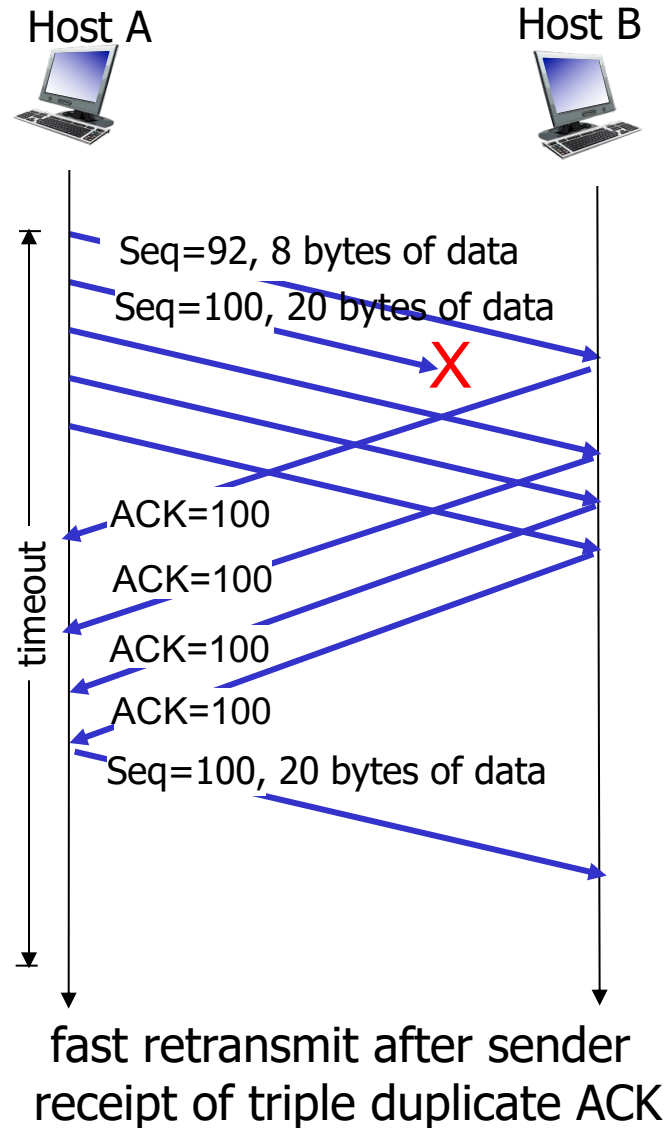 Host A
Host B
Seq=92, 8 bytes of data
Seq=100, 20 bytes of data
X
timeout
ACK=100
ACK=100
ACK=100
ACK=100
Seq=100, 20 bytes of data
fast retransmit after sender
receipt of triple duplicate ACK